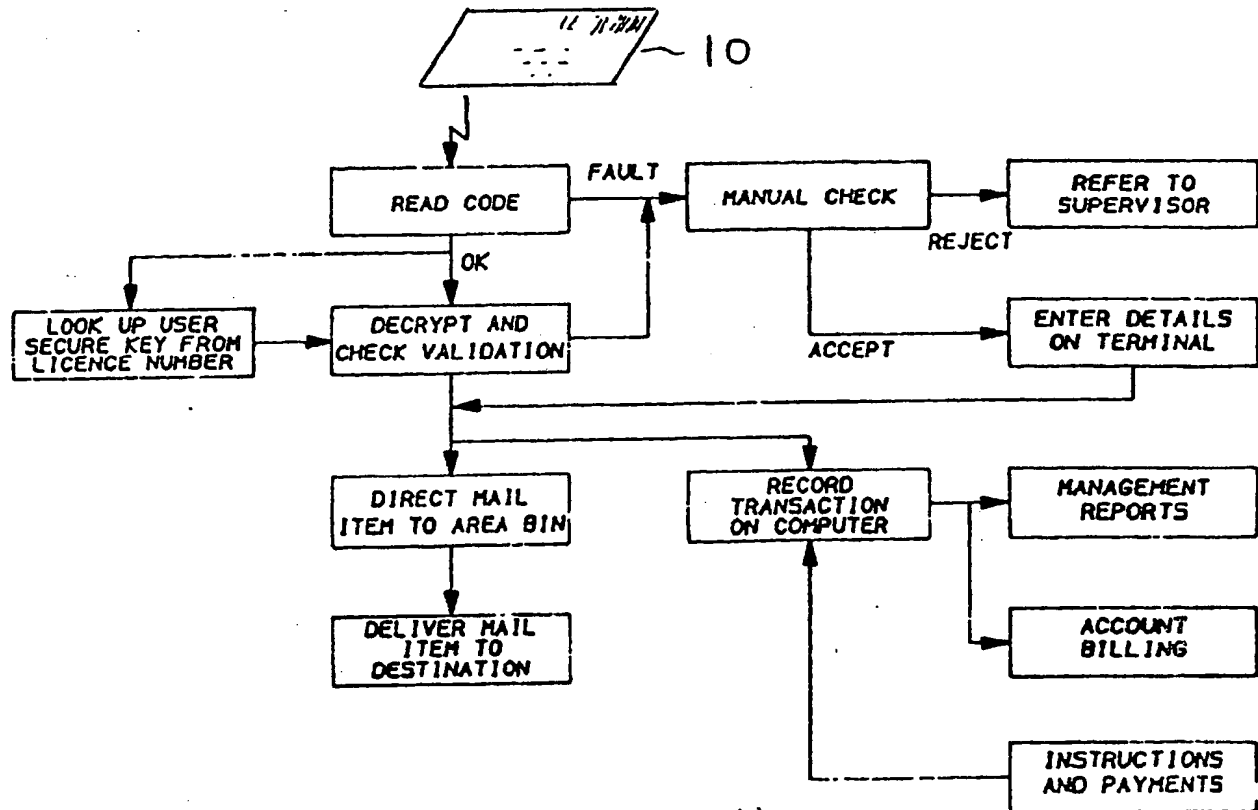 10
READ CODE
FAULT
MANUAL CHECK
REFER TO
SUPERVISOR
REJECT
OK
LOOK UP USER
SECURE KEY FROM
LICENCE NUMBER
DECRYPT AND
CHECK VALIDATION
ACCEPT
ENTER DETAILS
ON TERMINAL
DIRECT MAIL
ITEM TO AREA BIN
RECORD
TRANSACTION
ON COMPUTER
MANAGEMENT
REPORTS
DELIVER MAIL
ITEM TO
DESTINATION
ACCOUNT
BILLING
INSTRUCTIONS
AND PAYMENTS